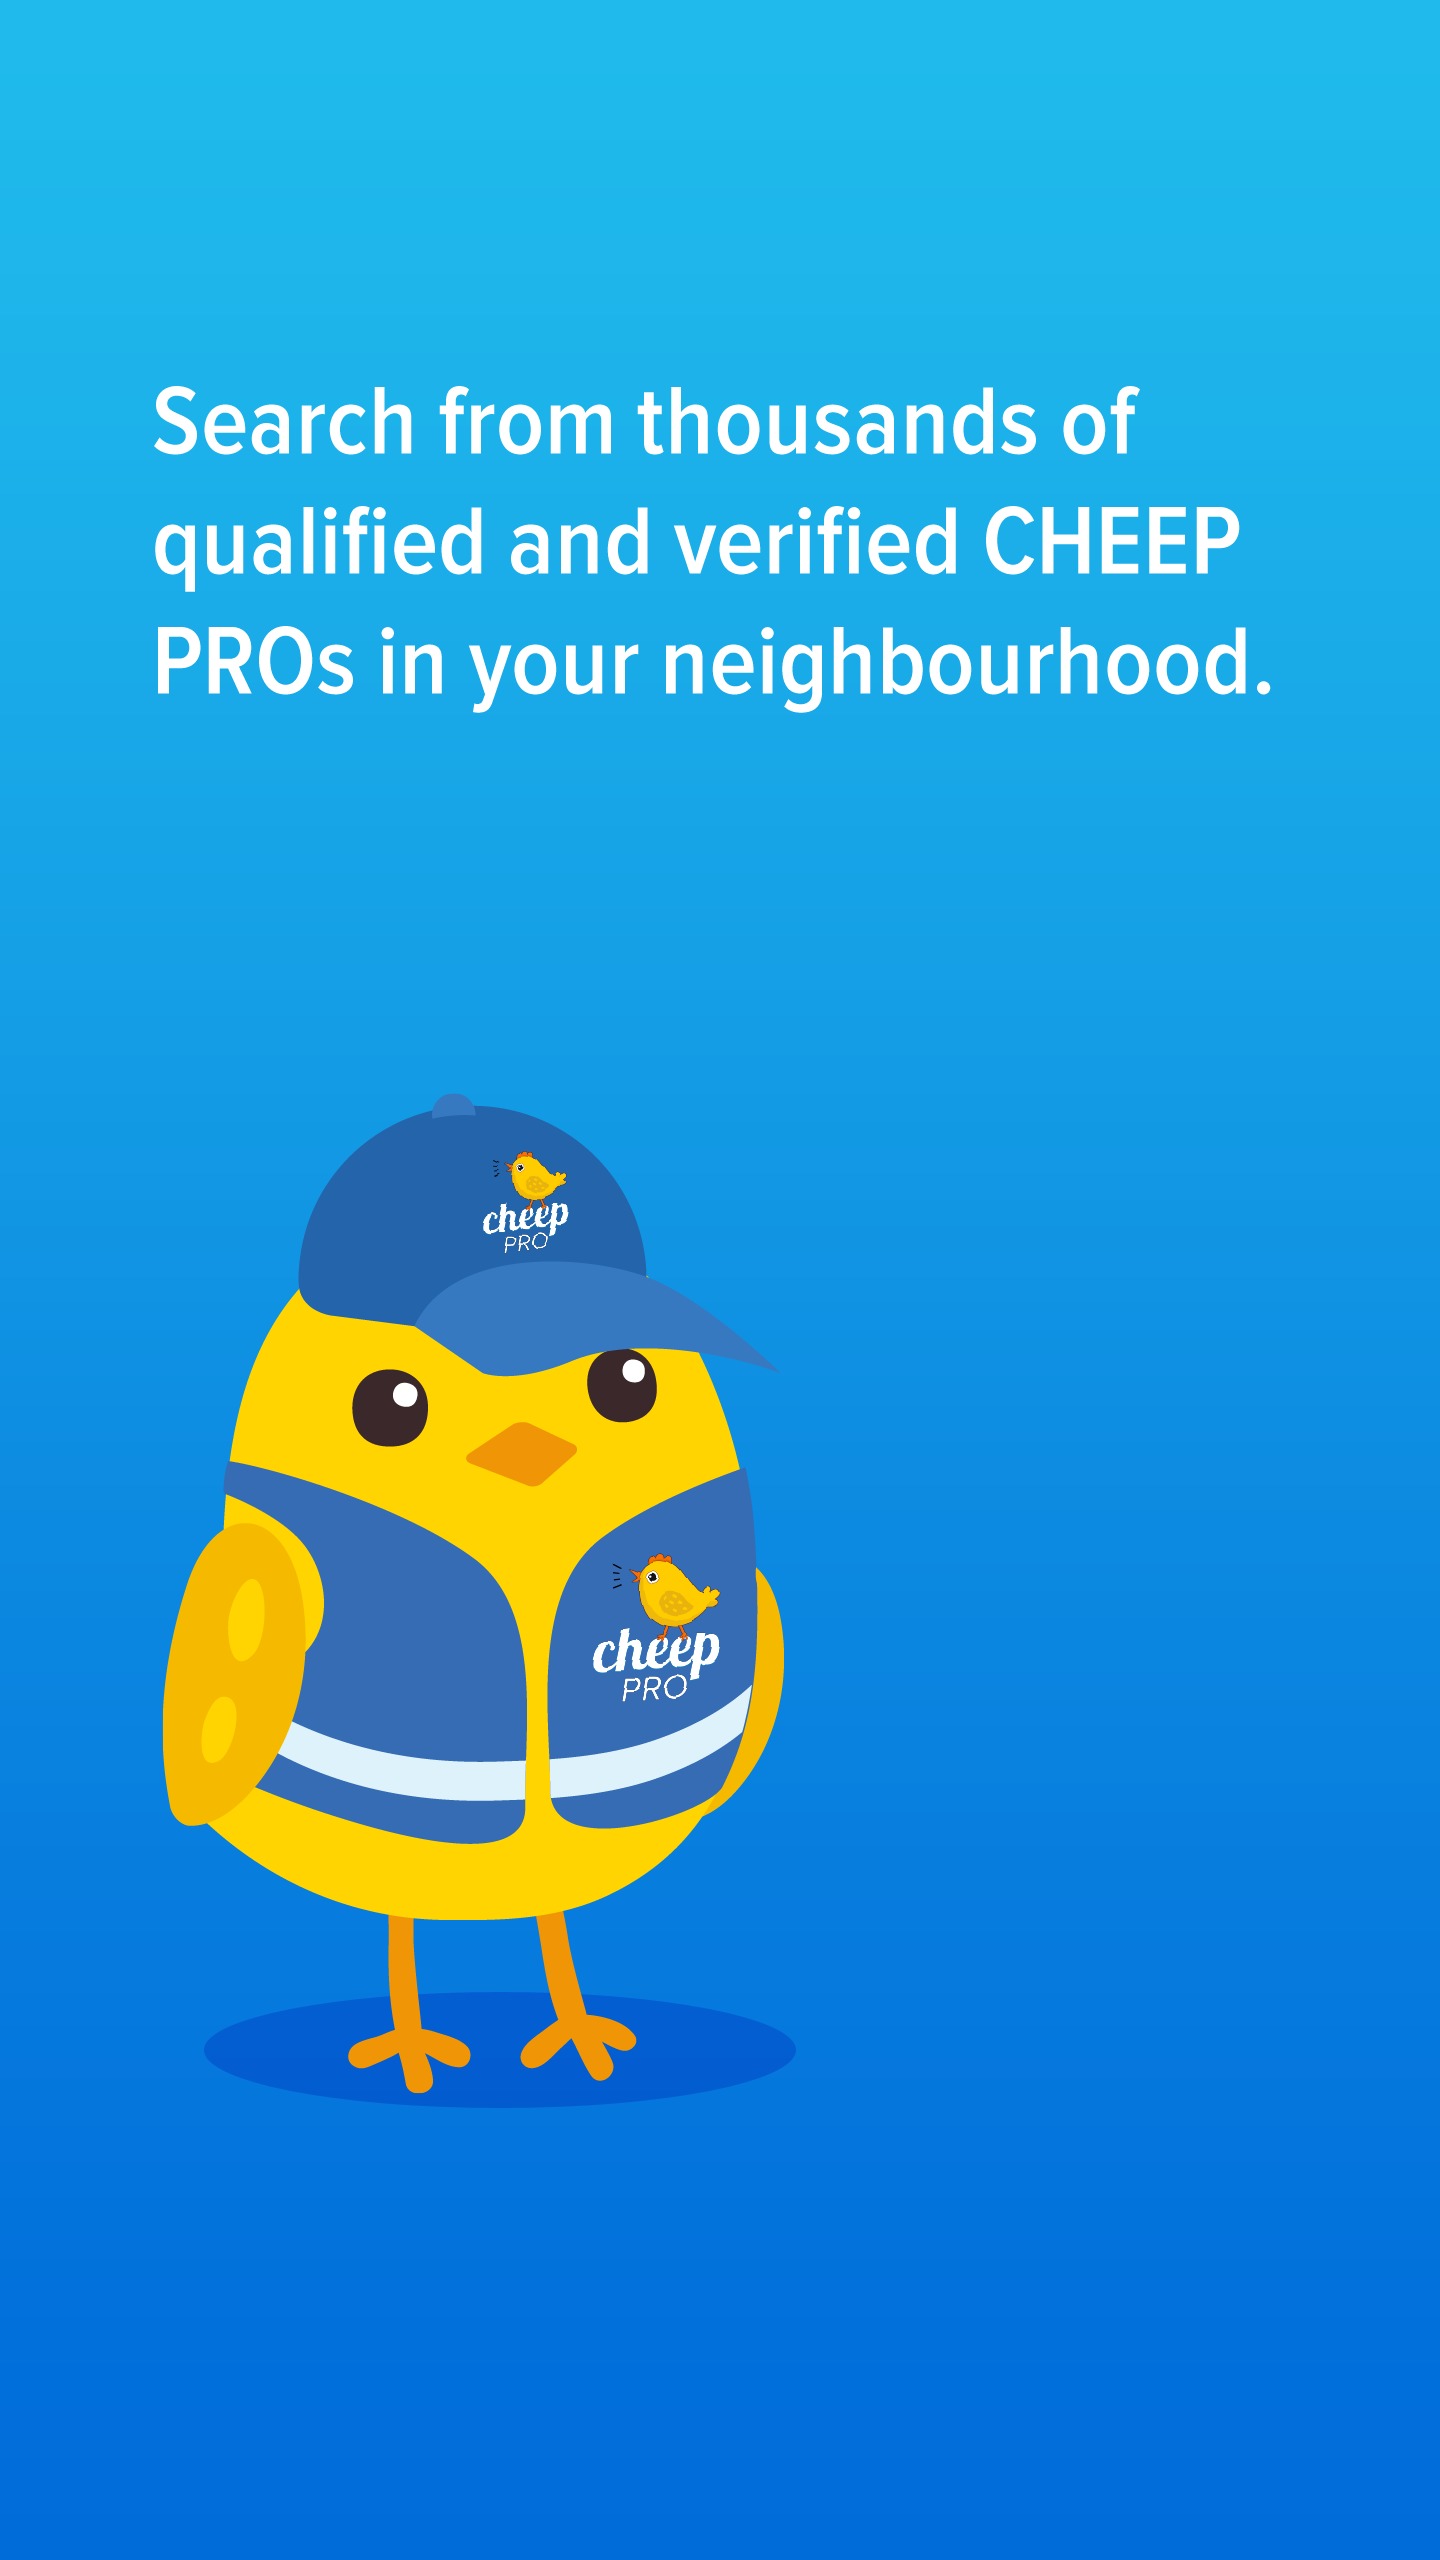 Search from thousands of
qualified and verified CHEEP
PROs in your neighbourhood.
cheep
PRO
cheep
PRO